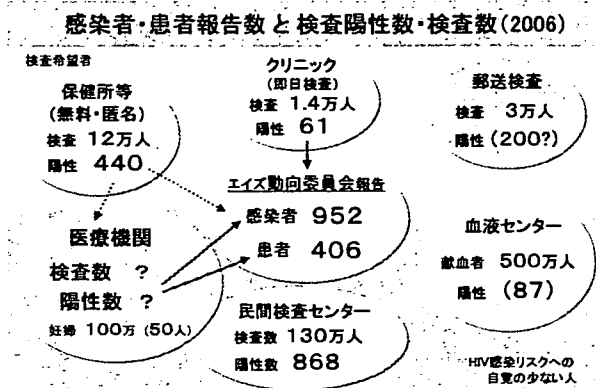 感染者・患者報告数 と 検査陽性数・検査数(2006)
検査希望者
保健所等
(無料・匿名)
検査 12万人
陽性 440
クリニック
(即日検査)
検査 1.4万人
陽性 61
郵送検査
検査 3万人
陽性 (200?)
エイズ動向委員会報告
感染者 952
患者 406
医療機関
検査数 ?
陽性数 ?
妊婦 100万 (50人)
血液センター
献血者 500万人
陽性 (87)
民間検査センター
検査数 130万人
陽性数 868
HIV感染リスクへの
自覚の少ない人